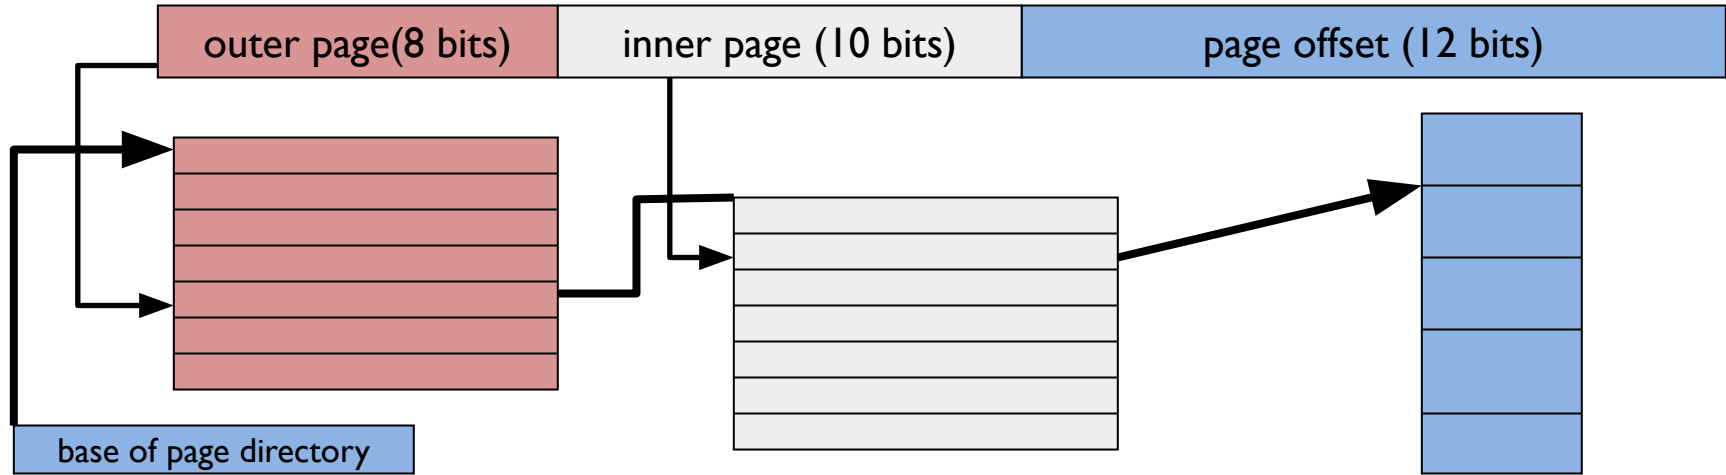 outer page(8 bits)
inner page (10 bits)
page offset (12 bits)
base of page directory